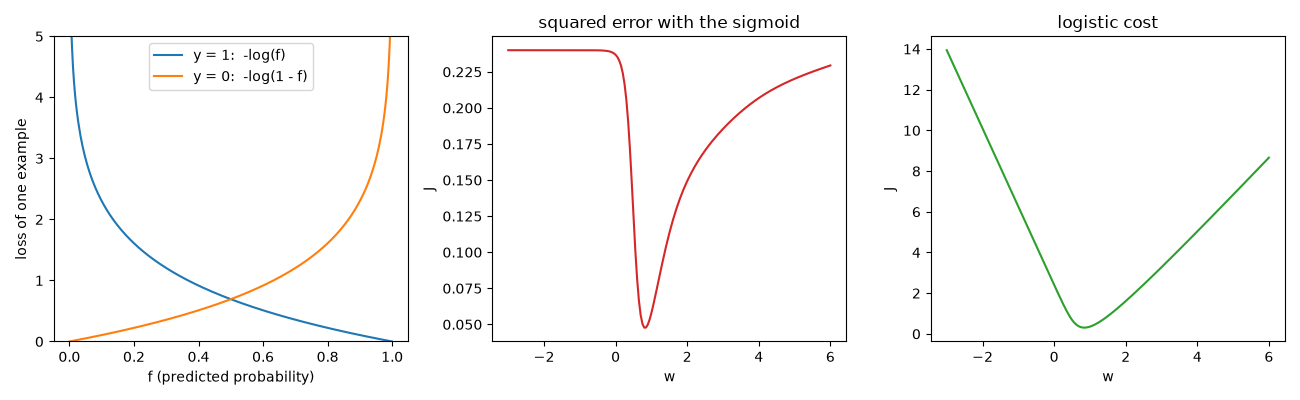 5
4
3
2
1
0
loss of one example
y = 1:  -log(f)
y = 0:  -log(1 - f)
0.0 0.2 0.4 0.6 0.8 1.0
f (predicted probability)
squared error with the sigmoid
0.225
0.200
0.175
0.150
0.125
0.100
0.075
0.050
J
−2 0 2 4 6
w
logistic cost
14
12
10
8
6
4
2
0
J
−2 0 2 4 6
w